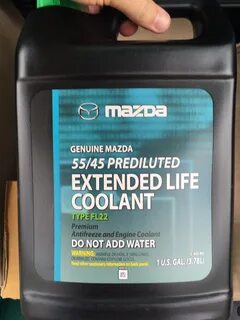 mazda
GENUINE MAZDA
55/45 PREDILUTED
EXTENDED LIFE
COOLANT
TYPE FL22
Premium
Antifreeze and Engine Coolant
DO NOT ADD WATER
WARNING:
1 U.S. GAL. (3.78L)